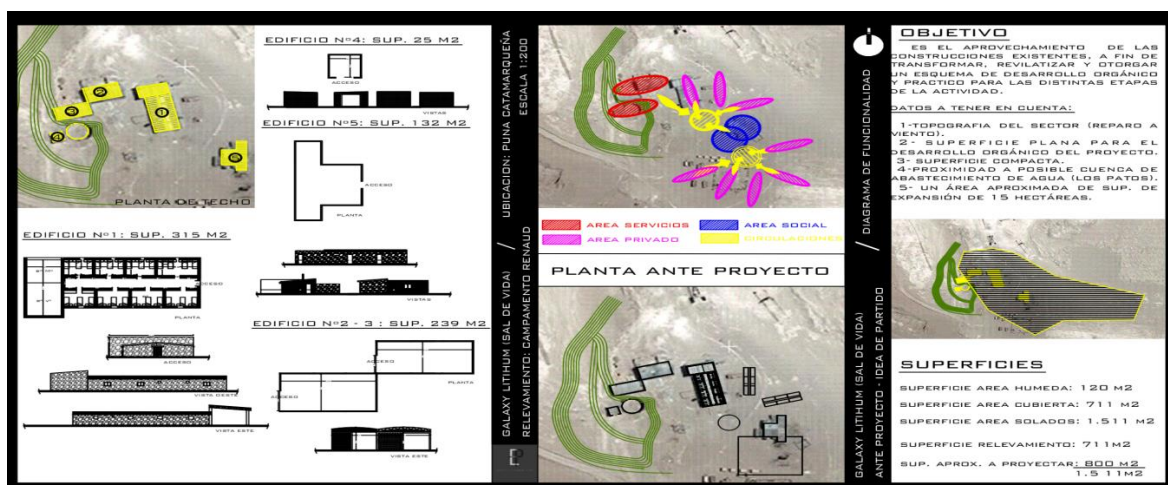 PLANTA DE TECHO
EDIFICIO Nº4: SUP. 25 M2
ACCESO
VISTAS
EDIFICIO Nº5: SUP. 132 M2
ACCESO
PLANTA
VISTAS
EDIFICIO Nº1: SUP. 315 M2
ACCESO
PLANTA
ACCESO
VISTA OESTE
VISTA ESTE
EDIFICIO Nº2 - 3 : SUP. 239 M2
ACCESO
PLANTA
ACCESO
VISTA ESTE
GALAXY LITIHUM (SAL DE VIDA)
RELEVAMIENTO: CAMPAMENTO RENAUD
/
UBICACION: PUNA CATAMARQUEÑA
ESCALA 1:200
AREA SERVICIOS
AREA SOCIAL
AREA PRIVADO
CIRCULACIONES
PLANTA ANTE PROYECTO
GALAXY LITIHUM (SAL DE VIDA)
ANTE PROYECTO - IDEA DE PARTIDO
/
DIAGRAMA DE FUNCIONALIDAD
OBJETIVO
ES EL APROVECHAMIENTO DE LAS
CONSTRUCCIONES EXISTENTES, A FIN DE
TRANSFORMAR, REVILATIZAR Y OTORGAR
UN ESQUEMA DE DESARROLLO ORGÁNICO
Y PRACTICO PARA LAS DISTINTAS ETAPAS
DE LA ACTIVIDAD.
DATOS A TENER EN CUENTA:
1-TOPOGRAFIA DEL SECTOR (REPARO A
VIENTO).
2- SUPERFICIE PLANA PARA EL
DESARROLLO ORGÁNICO DEL PROYECTO.
3- SUPERFICIE COMPACTA.
4-PROXIMIDAD A POSIBLE CUENCA DE
ABASTECIMIENTO DE AGUA (LOS PATOS).
5- UN ÁREA APROXIMADA DE SUP. DE
EXPANSIÓN DE 15 HECTÁREAS.
SUPERFICIES
SUPERFICIE AREA HUMEDA: 120 M2
SUPERFICIE AREA CUBIERTA: 711 M2
SUPERFICIE AREA SOLADOS: 1.511 M2
SUPERFICIE RELEVAMIENTO: 711M2
SUP. APROX. A PROYECTAR: 800 M2
1.511M2